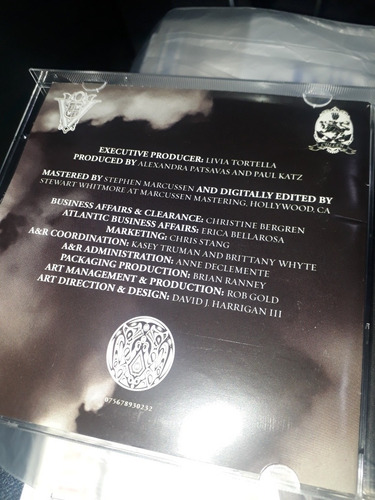 EXECUTIVE PRODUCER: LIVIA TORTELLA
PRODUCED BY ALEXANDRA PATSAVAS AND PAUL KATZ
MASTERED BY STEPHEN MARCUSSEN AND DIGITALLY EDITED BY
STEWART WHITMORE AT MARCUSSEN MASTERING, HOLLYWOOD, CA
BUSINESS AFFAIRS & CLEARANCE: CHRISTINE BERGREN
ATLANTIC BUSINESS AFFAIRS: ERICA BELLAROSA
MARKETING: CHRIS STANG
A&R COORDINATION: KASEY TRUMAN AND BRITTANY WHYTE
A&R ADMINISTRATION: ANNE DECLEMENTE
PACKAGING PRODUCTION: BRIAN RANNEY
ART MANAGEMENT & PRODUCTION: ROB GOLD
ART DIRECTION & DESIGN: DAVID J. HARRIGAN III
075678930232